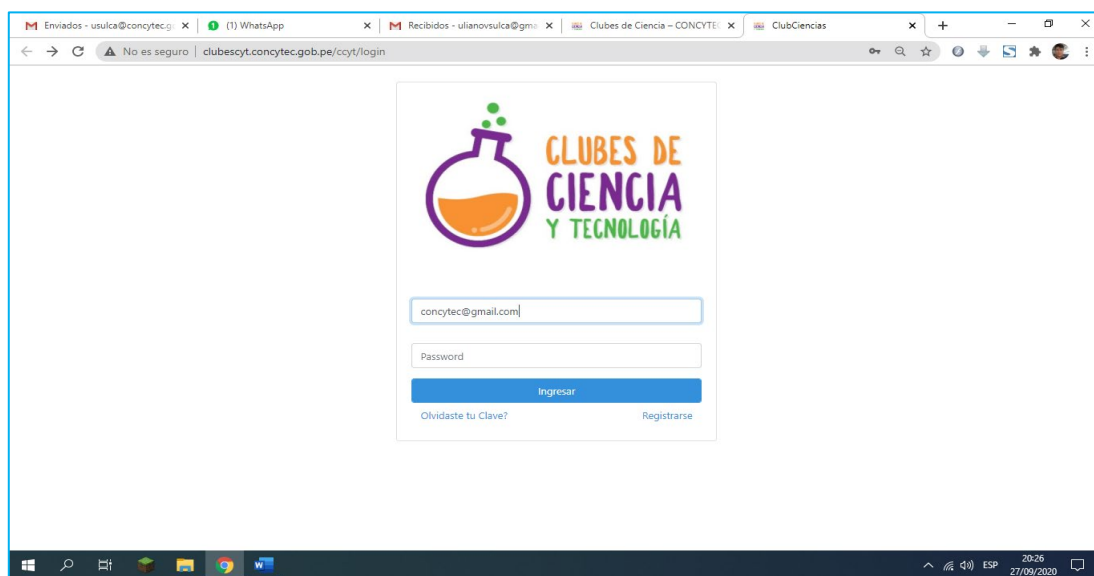 Enviados - usulca@concytec.g
(1) WhatsApp
Recibidos - ulianovsulca@gma
Clubes de Ciencia – CONCYTE
ClubCiencias
No es seguro | clubescyt.concytec.gob.pe/ccyt/login
CLUBES DE
CIENCIA
Y TECNOLOGÍA
concytec@gmail.com
Password
Ingresar
Olvidaste tu Clave?
Registrarse
ESP
20:26
27/09/2020